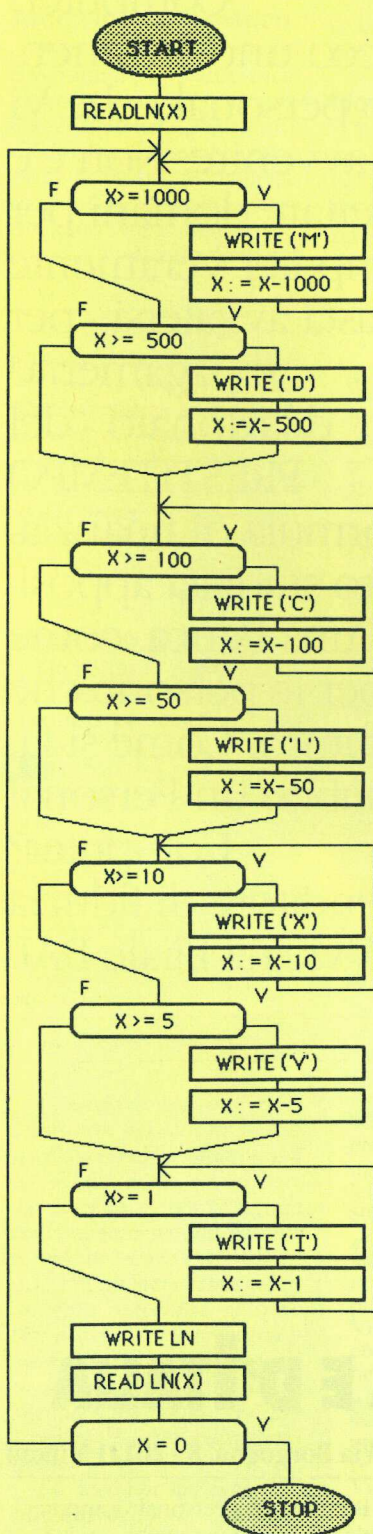 START
READLN(X)
F X>=1000 V
WRITE ('M')
X := X-1000
F V
X >= 500
WRITE ('D')
X :=X-500
F V
X >= 100
WRITE ('C')
X :=X-100
F V
X >= 50
WRITE ('L')
X :=X-50
F V
X>=10
WRITE ('X')
X := X-10
F V
X >= 5
WRITE ('V')
X := X-5
F V
X>= 1
WRITE ('I')
X := X-1
WRITE LN
READ LN(X)
V
X = 0
STOP